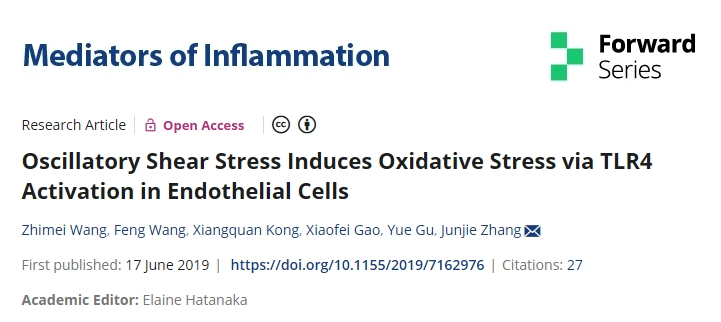 Mediators of Inflammation
Forward
Series
Research Article | Open Access |
Oscillatory Shear Stress Induces Oxidative Stress via TLR4
Activation in Endothelial Cells
Zhimei Wang, Feng Wang, Xiangquan Kong, Xiaofei Gao, Yue Gu, Junjie Zhang
First published: 17 June 2019 | https://doi.org/10.1155/2019/7162976 | Citations: 27
Academic Editor: Elaine Hatanaka